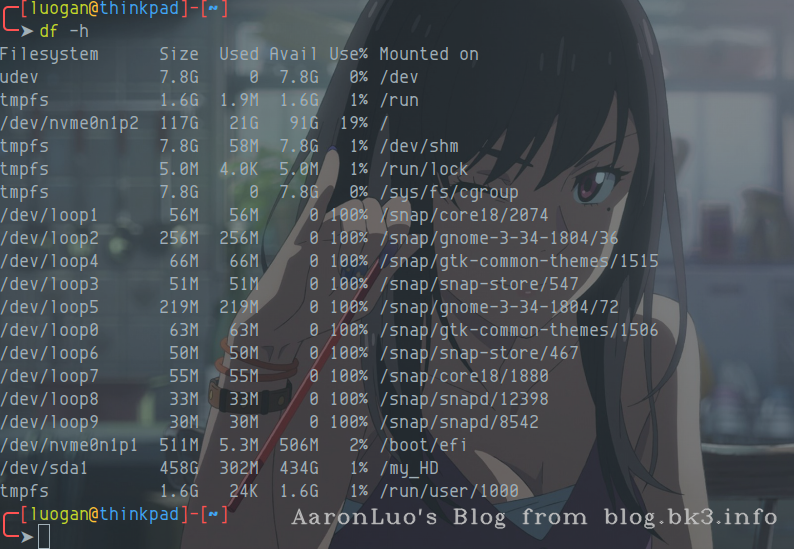 [luogan@thinkpad]-[~]
➤ df -h
Filesystem      Size  Used Avail Use% Mounted on
udev            7.8G     0  7.8G   0% /dev
tmpfs           1.6G  1.9M  1.6G   1% /run
/dev/nvme0n1p2  117G   21G   91G  19% /
tmpfs           7.8G   58M  7.8G   1% /dev/shm
tmpfs           5.0M  4.0K  5.0M   1% /run/lock
tmpfs           7.8G     0  7.8G   0% /sys/fs/cgroup
/dev/loop1       56M   56M     0 100% /snap/core18/2074
/dev/loop2      256M  256M     0 100% /snap/gnome-3-34-1804/36
/dev/loop4       66M   66M     0 100% /snap/gtk-common-themes/1515
/dev/loop3       51M   51M     0 100% /snap/snap-store/547
/dev/loop5      219M  219M     0 100% /snap/gnome-3-34-1804/72
/dev/loop0       63M   63M     0 100% /snap/gtk-common-themes/1506
/dev/loop6       50M   50M     0 100% /snap/snap-store/467
/dev/loop7       55M   55M     0 100% /snap/core18/1880
/dev/loop8       33M   33M     0 100% /snap/snapd/12398
/dev/loop9       30M   30M     0 100% /snap/snapd/8542
/dev/nvme0n1p1  511M  5.3M  506M   2% /boot/efi
/dev/sda1       458G  302M  434G   1% /my_HD
tmpfs           1.6G   24K  1.6G   1% /run/user/1000
[luogan@thinkpad]-[~]
➤
AaronLuo's Blog from blog.bk3.info